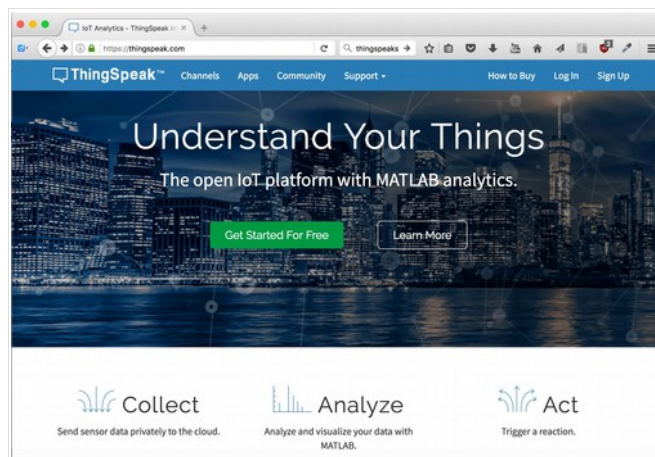 IoT Analytics - ThingSpeak In
https://thingspeak.com
thingspeaks
ThingSpeak™ Channels Apps Community Support How to Buy Log In Sign Up
Understand Your Things
The open IoT platform with MATLAB analytics.
Get Started For Free Learn More
Collect Analyze Act
Send sensor data privately to the cloud. Analyze and visualize your data with Trigger a reaction.
MATLAB.